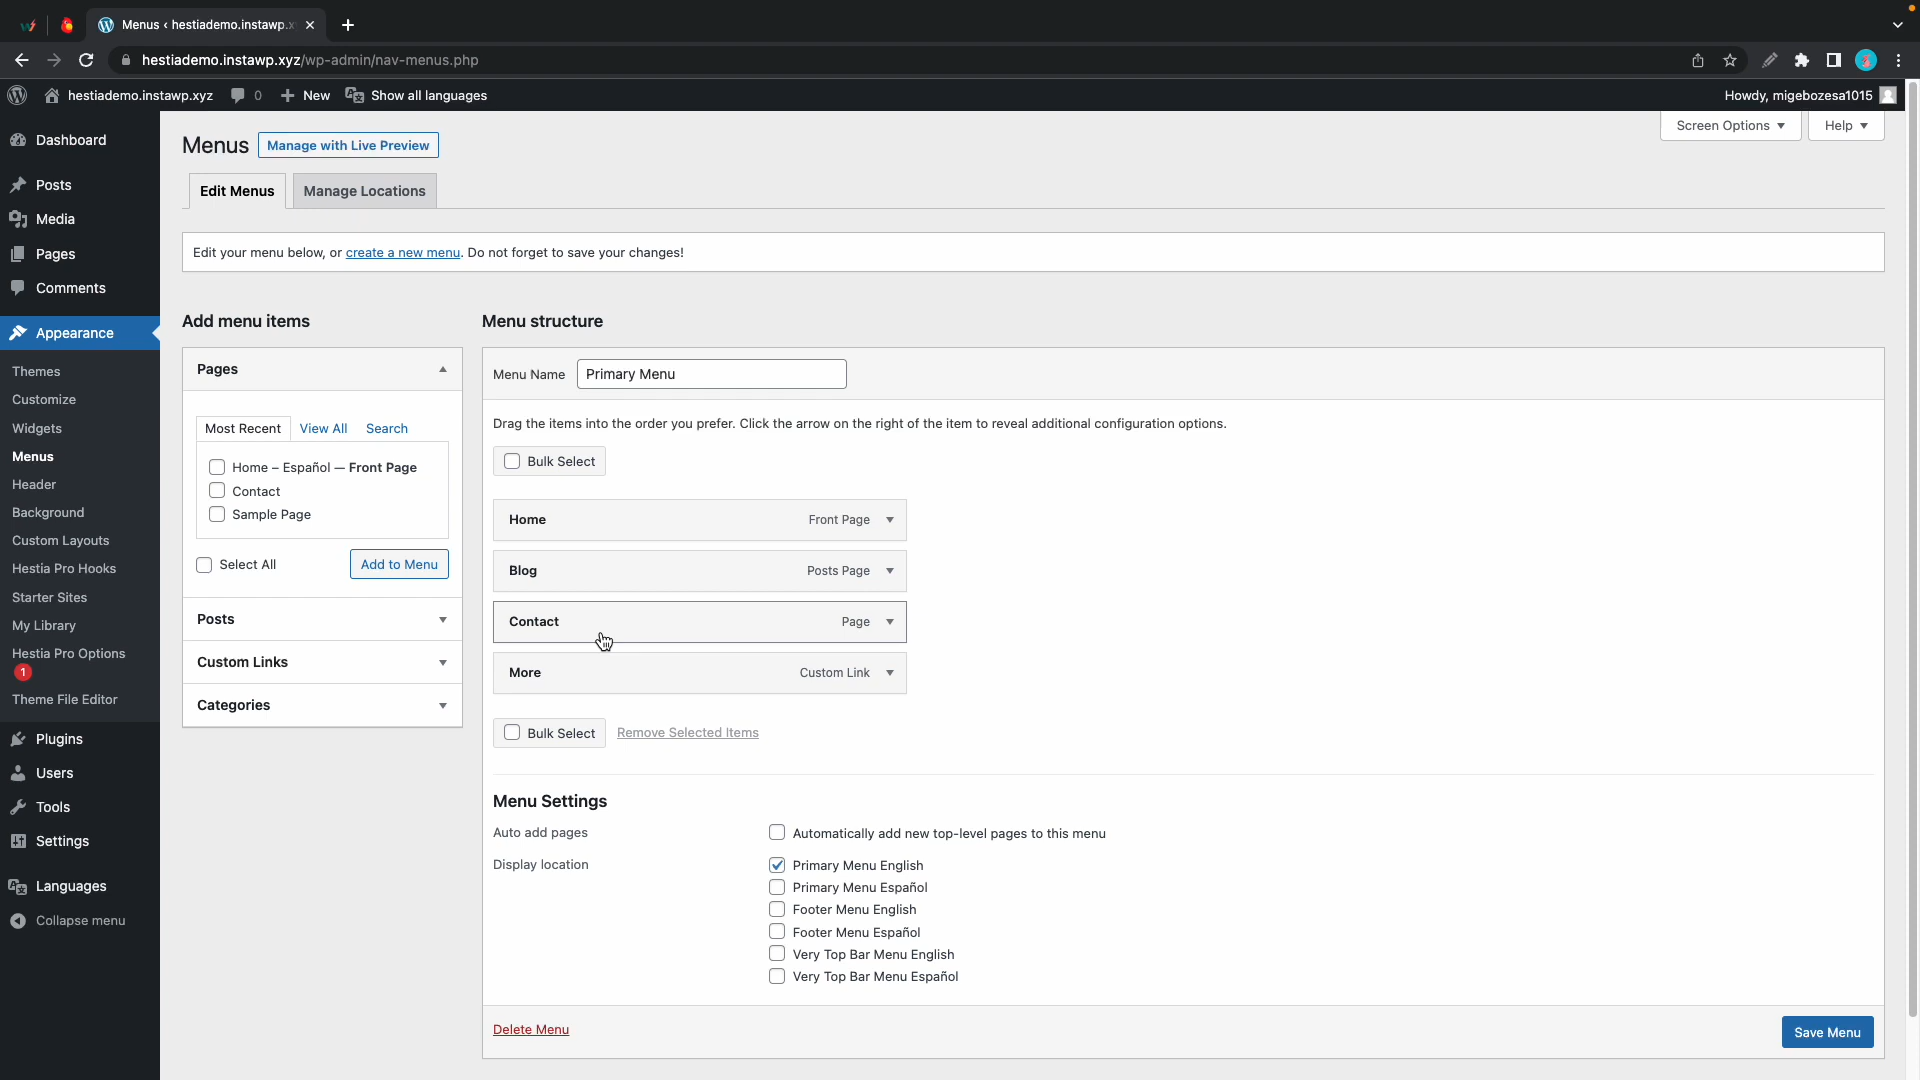 Menus ‹ hestiademo.instawp.x
hestiademo.instawp.xyz/wp-admin/nav-menus.php
hestiademo.instawp.xyz 0 New Show all languages Howdy, migebozesa1015
Dashboard
Posts
Media
Pages
Comments
Appearance
Themes
Customize
Widgets
Menus
Header
Background
Custom Layouts
Hestia Pro Hooks
Starter Sites
My Library
Hestia Pro Options
1
Theme File Editor
Plugins
Users
Tools
Settings
Languages
Collapse menu
Screen Options Help
Menus Manage with Live Preview
Edit Menus Manage Locations
Edit your menu below, or create a new menu. Do not forget to save your changes!
Add menu items
Pages
Most Recent View All Search
Home – Español — Front Page
Contact
Sample Page
Select All Add to Menu
Posts
Custom Links
Categories
Menu structure
Menu Name Primary Menu
Drag the items into the order you prefer. Click the arrow on the right of the item to reveal additional configuration options.
Bulk Select
Home Front Page
Blog Posts Page
Contact Page
More Custom Link
Bulk Select Remove Selected Items
Menu Settings
Auto add pages Automatically add new top-level pages to this menu
Display location Primary Menu English
Primary Menu Español
Footer Menu English
Footer Menu Español
Very Top Bar Menu English
Very Top Bar Menu Español
Delete Menu Save Menu